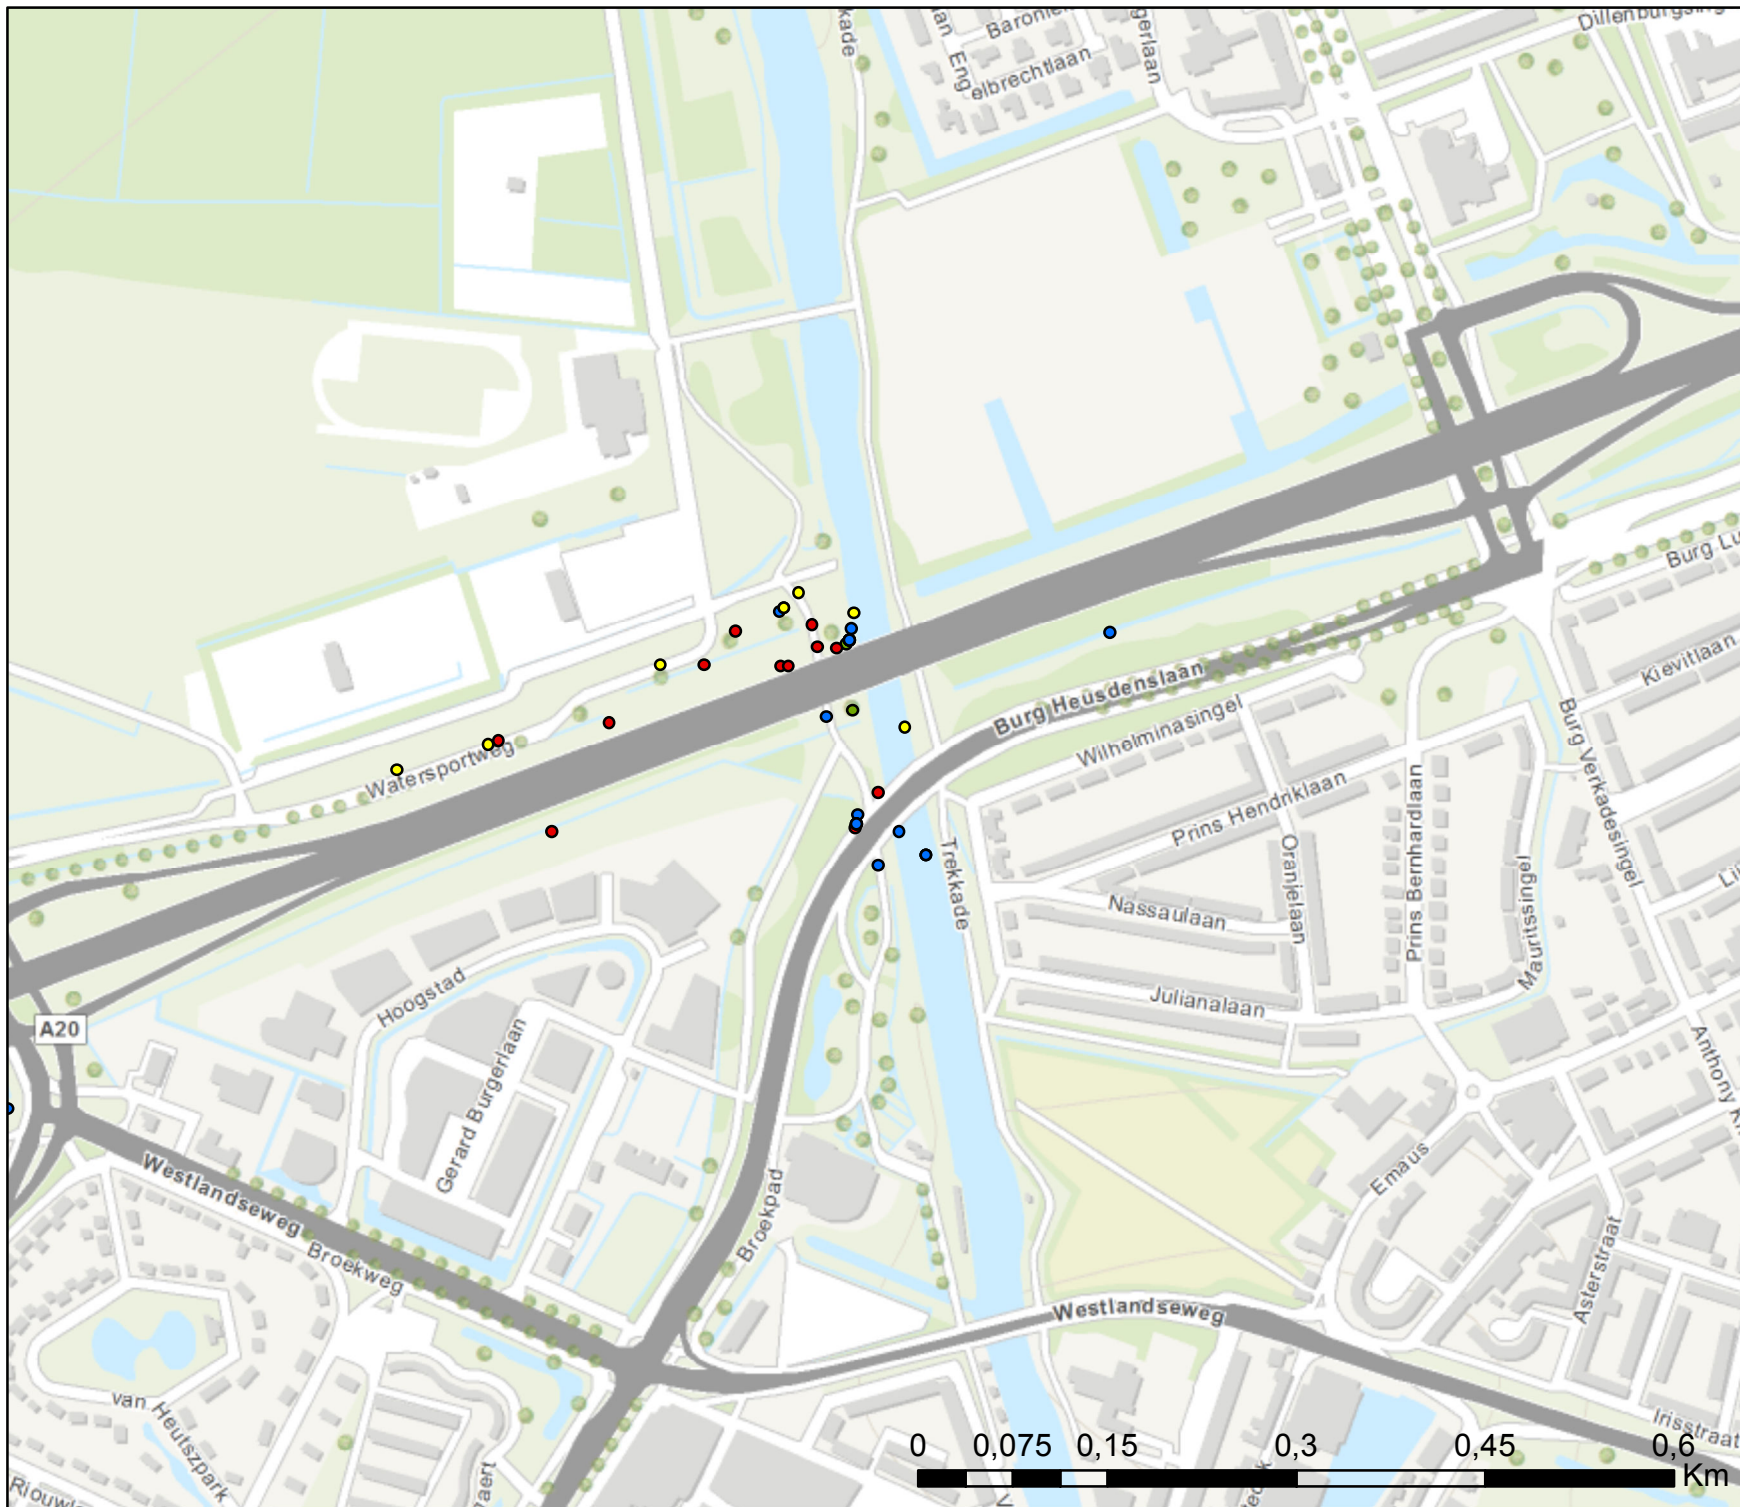 kade
Baronie
Engelbrechtlaan
gerlaan
Dillenburgsing
Burg Lu
Kievitlaan
Burg Verkadesingel
Burg Heusdenslaan
Wilhelminasingel
Prins Hendriklaan
Watersportweg
Trekkade
Oranjelaan
Prins Bernhardlaan
Mauritssingel
Nassaulaan
Julianalaan
Hoogstad
A20
Gerard Burgerlaan
Anthony
Emaus
Westlandseweg
Broekweg
Broekpad
Asterstraat
Westlandseweg
van Heutszpark
Irisstraat
0 0,075 0,15 0,3 0,45 0,6
Km